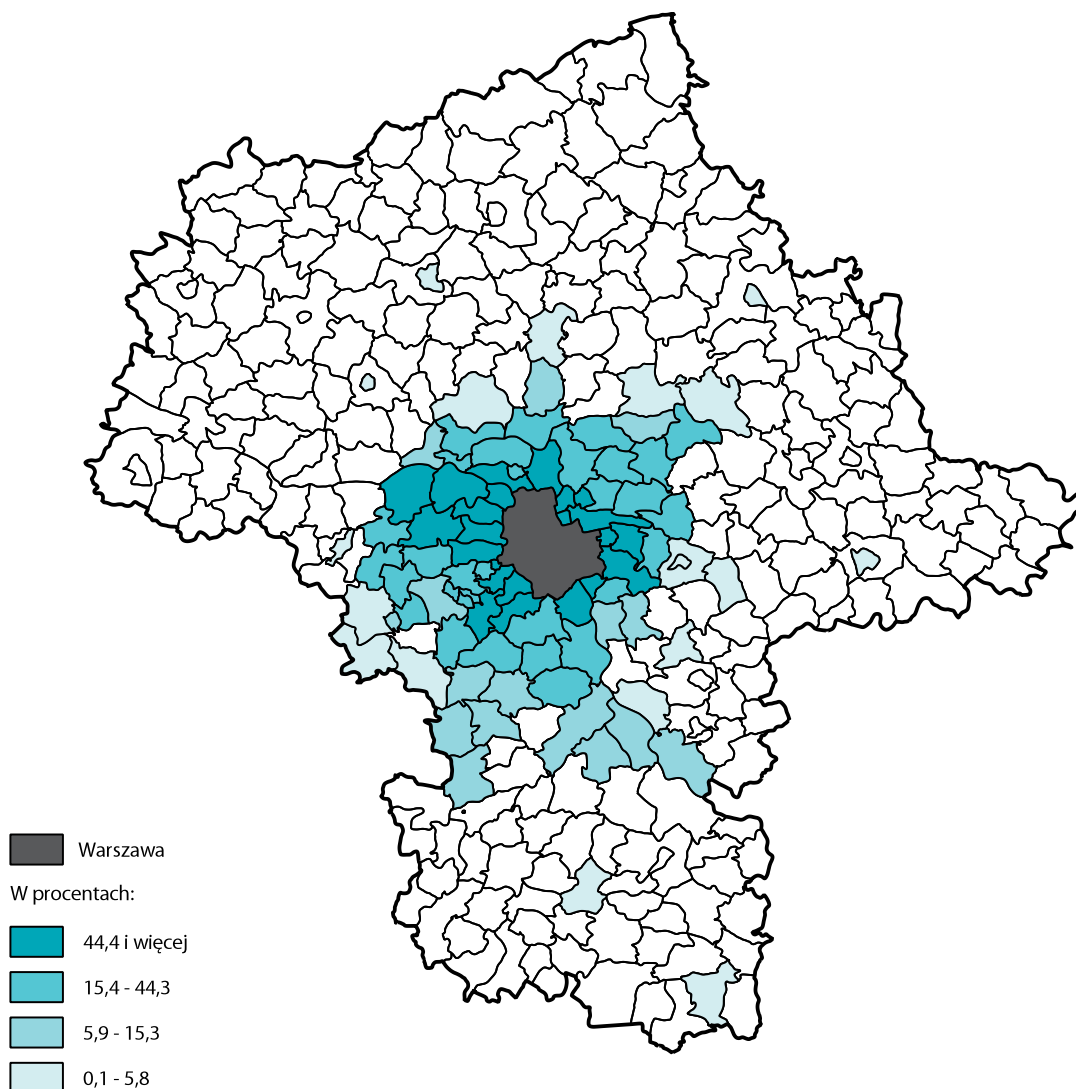 Warszawa
W procentach:
44,4 i więcej
15,4 - 44,3
5,9 - 15,3
0,1 - 5,8